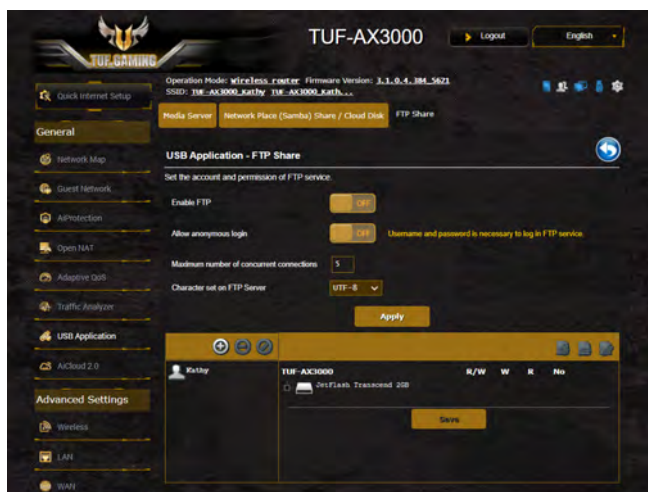 TUF GAMING
TUF-AX3000
Logout
English
Operation Mode: Wireless router Firmware Version: 3.1.0.4.384_5621
SSID: TUF-AX3000_Kathy TUF-AX3000_Kath...
Quick Internet Setup
General
Network Map
Guest Network
AiProtection
Open NAT
Adaptive QoS
Traffic Analyzer
USB Application
AiCloud 2.0
Advanced Settings
Wireless
LAN
WAN
Media Server
Network Place (Samba) Share / Cloud Disk
FTP Share
USB Application - FTP Share
Set the account and permission of FTP service.
Enable FTP OFF
Allow anonymous login OFF Username and password is necessary to log in FTP service.
Maximum number of concurrent connections 5
Character set on FTP Server UTF-8
Apply
Kathy
TUF-AX3000 R/W W R No
JetFlash Transcend 2GB
Save